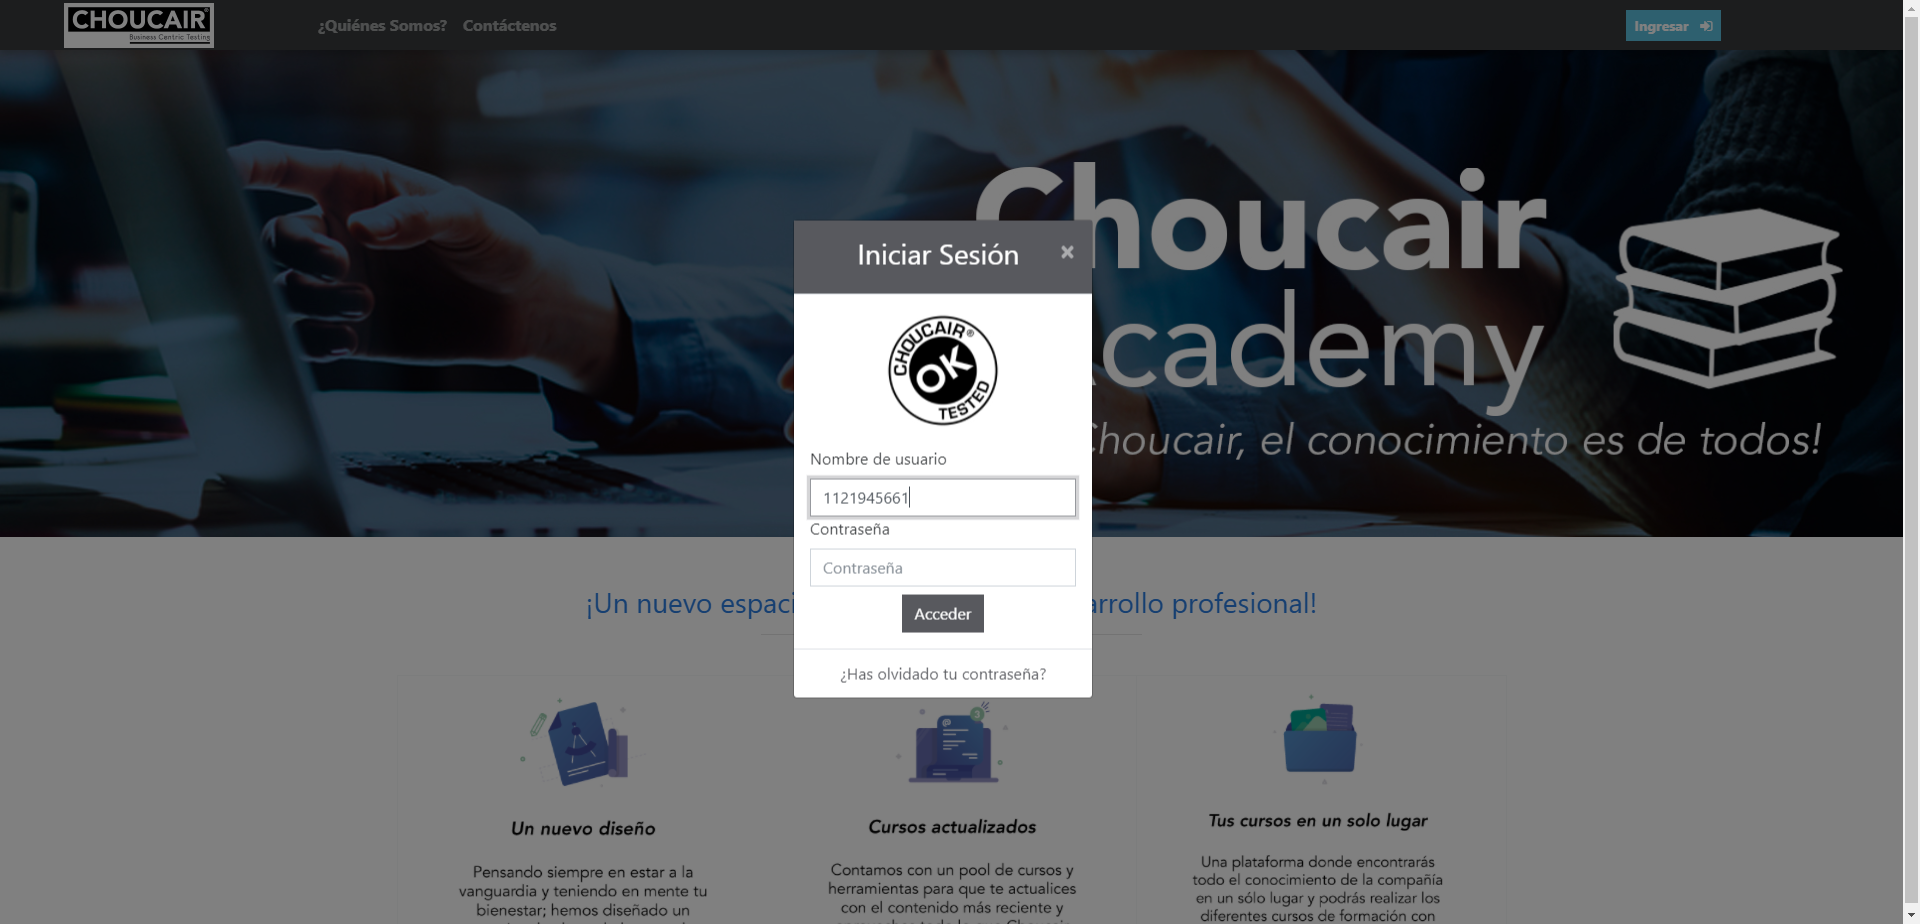 CHOUCAIR®
Business Centric Testing
¿Quiénes Somos?
Contáctenos
Ingresar
Choucair
cademy
Choucair, el conocimiento es de todos!
Iniciar Sesión
×
CHOUCAIR®
OK
TESTED
Nombre de usuario
1121945661
Contraseña
Contraseña
Acceder
¿Has olvidado tu contraseña?
¡Un nuevo espaci rrollo profesional!
Un nuevo diseño
Pensando siempre en estar a la
vanguardia y teniendo en mente tu
bienestar; hemos diseñado un
Cursos actualizados
Contamos con un pool de cursos y
herramientas para que te actualices
con el contenido más reciente y
Tus cursos en un solo lugar
Una plataforma donde encontrarás
todo el conocimiento de la compañía
en un sólo lugar y podrás realizar los
diferentes cursos de formación con